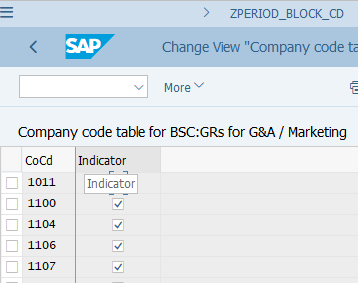 ZPERIOD_BLOCK_CD
SAP
Change View "Company code ta
More
Company code table for BSC:GRs for G&A / Marketing
CoCd Indicator
1011
Indicator
1100
1104
1106
1107